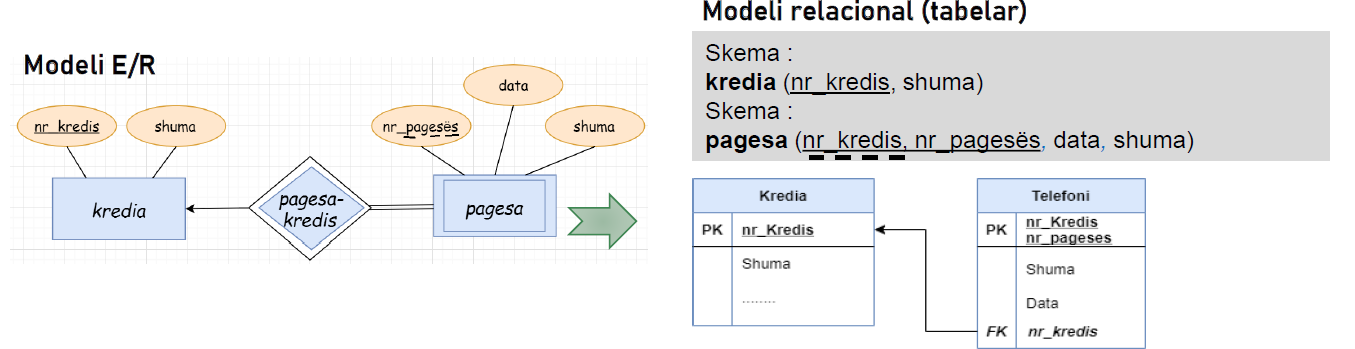 Modeli E/R
nr_kredis
shuma
nr_pagesës
data
shuma
kredia
pagesa-
kredis
pagesa
Modeli relacional (tabelar)
Skema :
kredia (nr_kredis, shuma)
Skema :
pagesa (nr_kredis, nr_pagesës, data, shuma)
Kredia
PK
nr_Kredis
Shuma
........
Telefoni
PK
nr_Kredis
nr_pageses
Shuma
Data
FK
nr_kredis